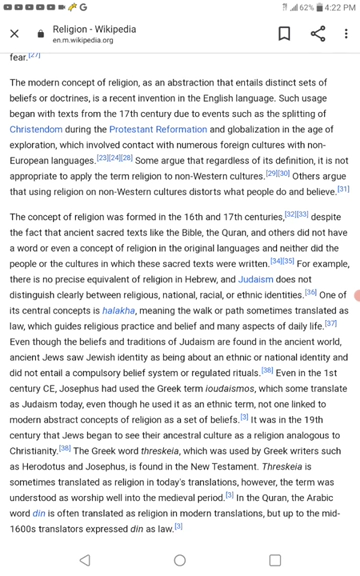 62% 4:22 PM
Religion - Wikipedia
en.m.wikipedia.org
fear.[27]
The modern concept of religion, as an abstraction that entails distinct sets of
beliefs or doctrines, is a recent invention in the English language. Such usage
began with texts from the 17th century due to events such as the splitting of
Christendom during the Protestant Reformation and globalization in the age of
exploration, which involved contact with numerous foreign cultures with non-
European languages.[23][24][28] Some argue that regardless of its definition, it is not
appropriate to apply the term religion to non-Western cultures.[29][30] Others argue
that using religion on non-Western cultures distorts what people do and believe.[31]
The concept of religion was formed in the 16th and 17th centuries,[32][33] despite
the fact that ancient sacred texts like the Bible, the Quran, and others did not have
a word or even a concept of religion in the original languages and neither did the
people or the cultures in which these sacred texts were written.[34][35] For example,
there is no precise equivalent of religion in Hebrew, and Judaism does not
distinguish clearly between religious, national, racial, or ethnic identities.[36] One of
its central concepts is halakha, meaning the walk or path sometimes translated as
law, which guides religious practice and belief and many aspects of daily life.[37]
Even though the beliefs and traditions of Judaism are found in the ancient world,
ancient Jews saw Jewish identity as being about an ethnic or national identity and
did not entail a compulsory belief system or regulated rituals.[38] Even in the 1st
century CE, Josephus had used the Greek term ioudaismos, which some translate
as Judaism today, even though he used it as an ethnic term, not one linked to
modern abstract concepts of religion as a set of beliefs.[3] It was in the 19th
century that Jews began to see their ancestral culture as a religion analogous to
Christianity.[38] The Greek word threskeia, which was used by Greek writers such
as Herodotus and Josephus, is found in the New Testament. Threskeia is
sometimes translated as religion in today's translations, however, the term was
understood as worship well into the medieval period.[3] In the Quran, the Arabic
word din is often translated as religion in modern translations, but up to the mid-
1600s translators expressed din as law.[3]